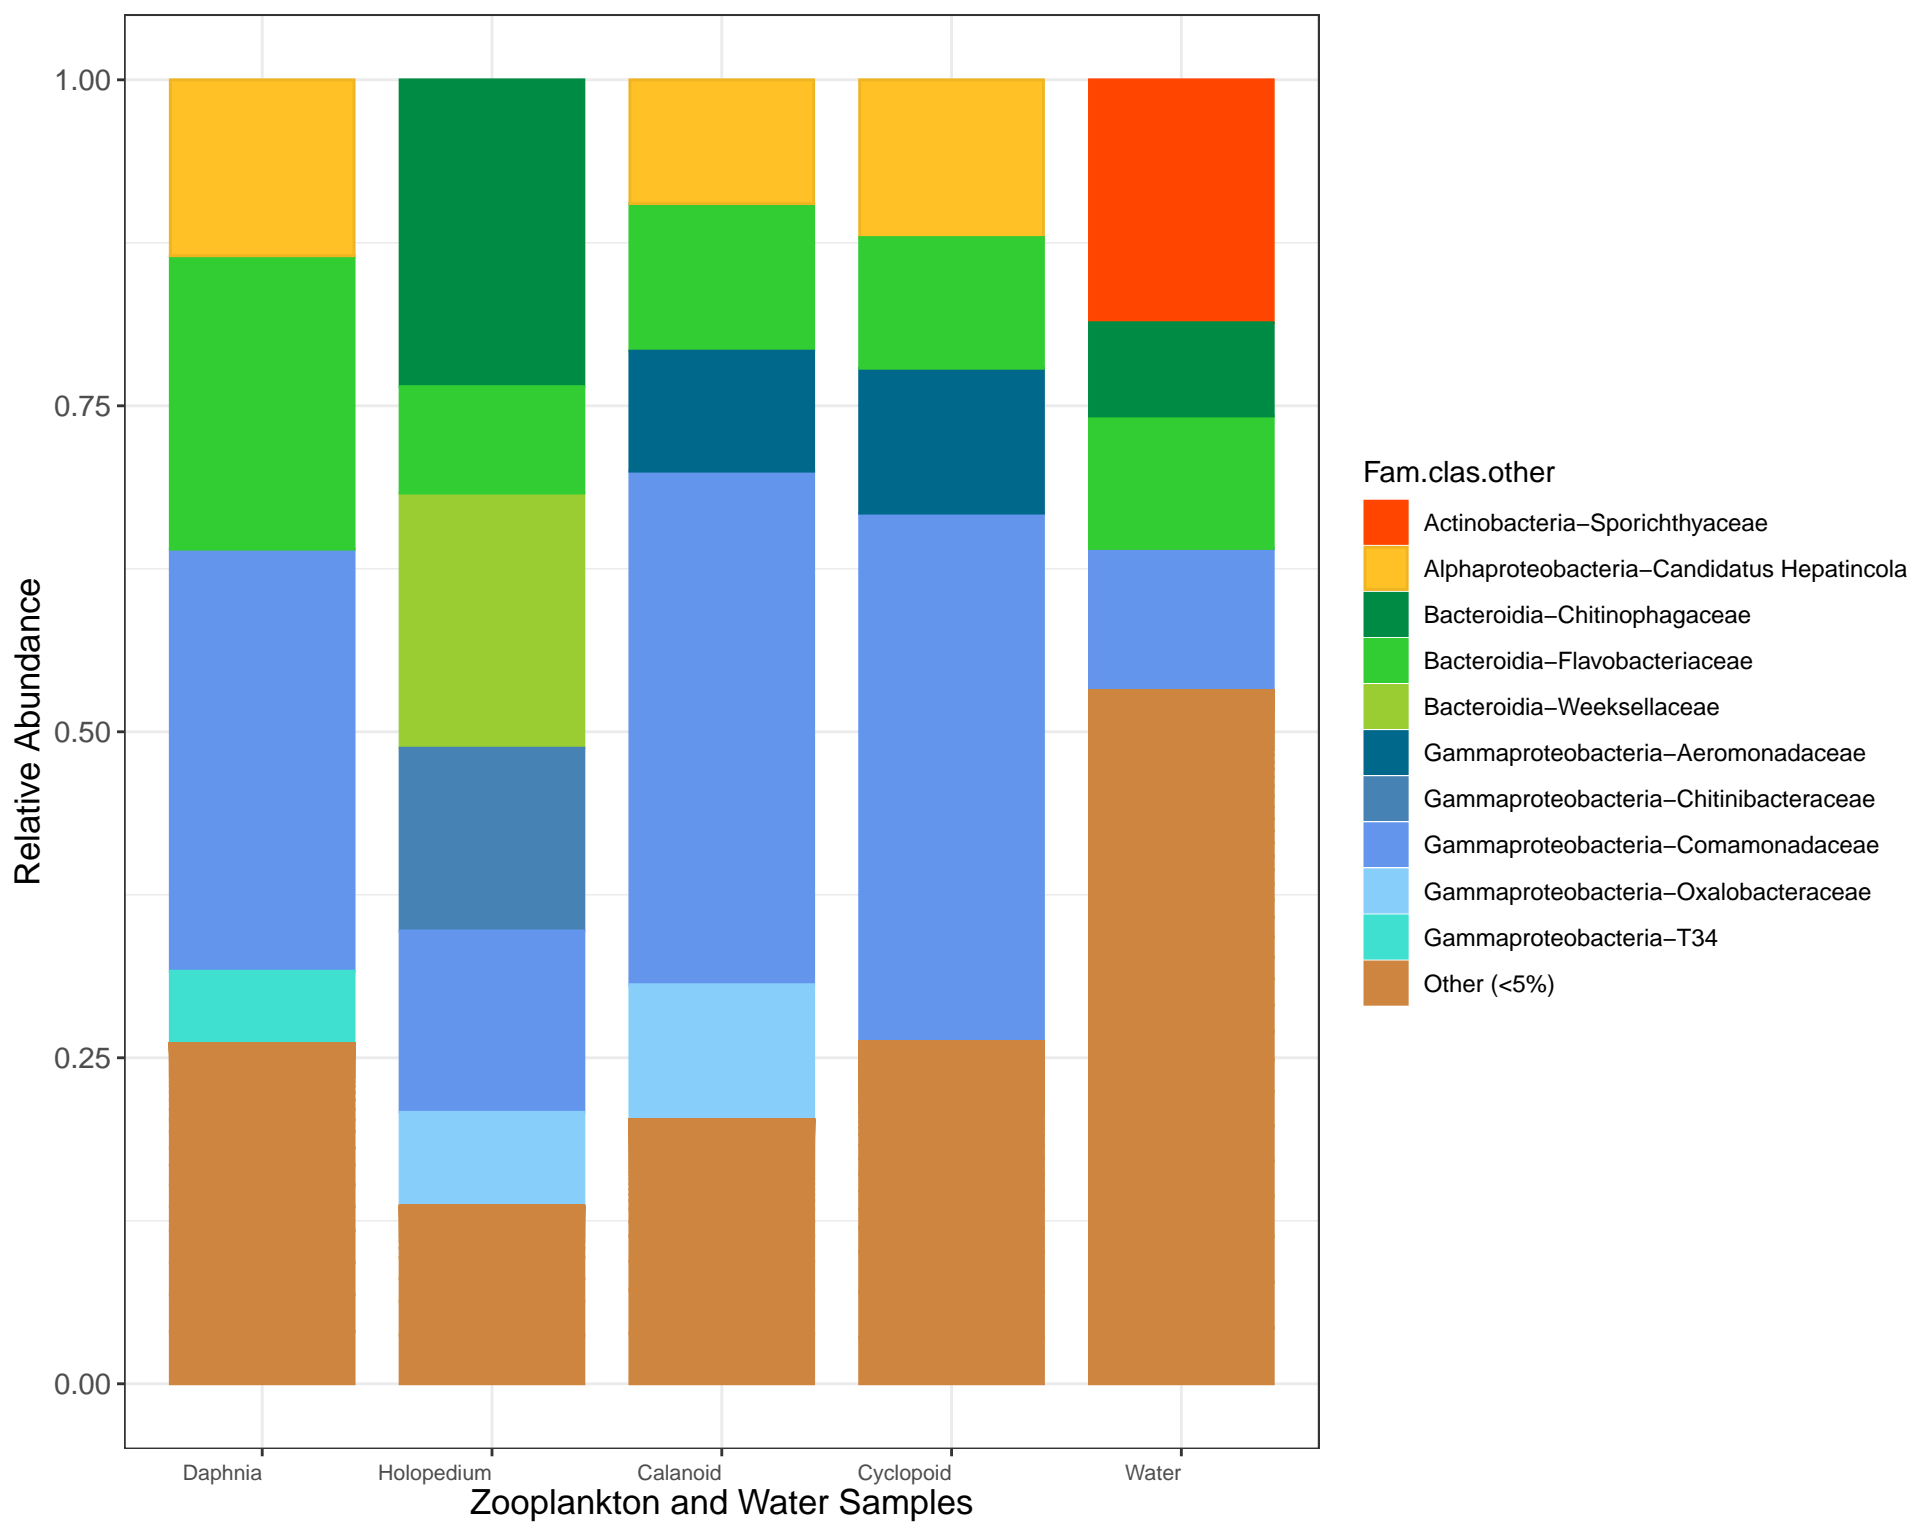 1.00
0.75
0.50
0.25
0.00
Relative Abundance
Daphnia
Holopedium
Calanoid
Cyclopoid
Water
Zooplankton and Water Samples
Fam.clas.other
Actinobacteria−Sporichthyaceae
Alphaproteobacteria−Candidatus Hepatincola
Bacteroidia−Chitinophagaceae
Bacteroidia−Flavobacteriaceae
Bacteroidia−Weeksellaceae
Gammaproteobacteria−Aeromonadaceae
Gammaproteobacteria−Chitinibacteraceae
Gammaproteobacteria−Comamonadaceae
Gammaproteobacteria−Oxalobacteraceae
Gammaproteobacteria−T34
Other (<5%)